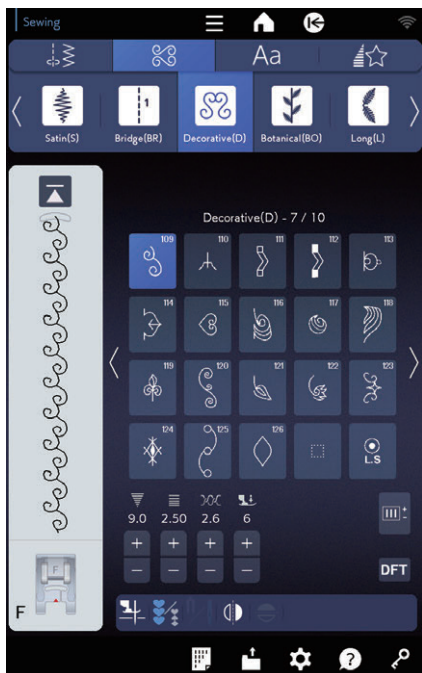 Sewing
Aa
Satin(S) Bridge(BR) Decorative(D) Botanical(BO) Long(L)
1
Decorative(D) - 7 / 10
109 110 111 112 113
114 115 116 117 118
119 120 121 122 123
124 125 126
L.S
9.0 2.50 2.6 6
+ + + +
− − − −
DFT
F
F
?